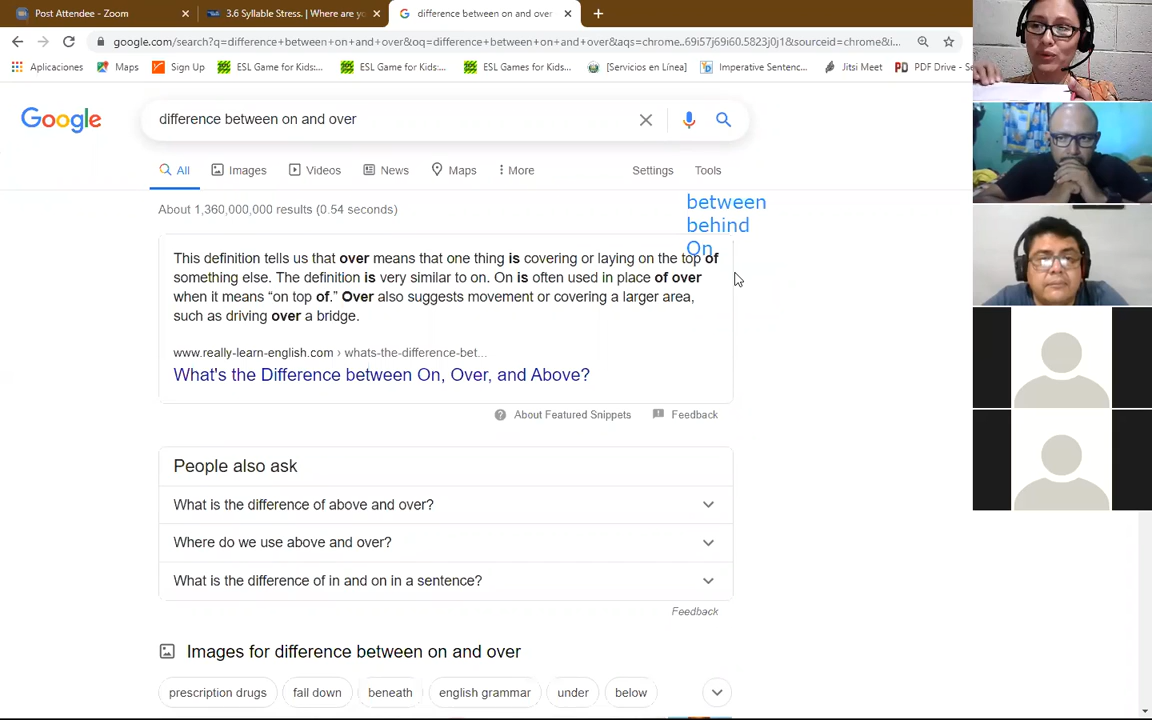 Post Attendee - Zoom
3.6 Syllable Stress. | Where are yo
difference between on and over
google.com/search?q=difference+between+on+and+over&oq=difference+between+on+and+over&aqs=chrome..69i57j69i60.5823j0j1&sourceid=chrome&i...
Aplicaciones
Maps
Sign Up
ESL Game for Kids:...
ESL Game for Kids:...
ESL Games for Kids...
[Servicios en Línea]
Imperative Sentenc...
Jitsi Meet
PDF Drive - Se
Google
difference between on and over
All
Images
Videos
News
Maps
More
Settings
Tools
About 1,360,000,000 results (0.54 seconds)
between
behind
On
This definition tells us that over means that one thing is covering or laying on the top of
something else. The definition is very similar to on. On is often used in place of over
when it means “on top of.” Over also suggests movement or covering a larger area,
such as driving over a bridge.
www.really-learn-english.com › whats-the-difference-bet...
What's the Difference between On, Over, and Above?
About Featured Snippets
Feedback
People also ask
What is the difference of above and over?
Where do we use above and over?
What is the difference of in and on in a sentence?
Feedback
Images for difference between on and over
prescription drugs
fall down
beneath
english grammar
under
below